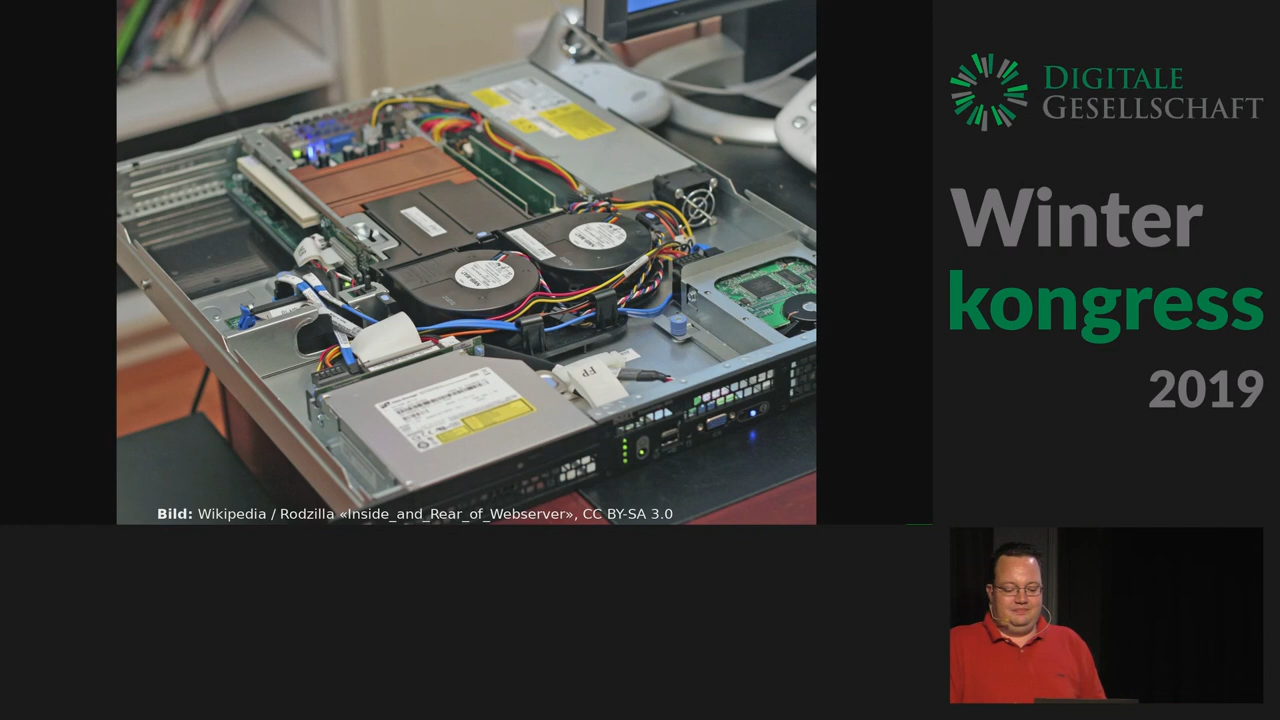 DIGITALE
GESELLSCHAFT
Winter
kongress
2019
FP
Bild: Wikipedia / Rodzilla «Inside_and_Rear_of_Webserver», CC BY-SA 3.0